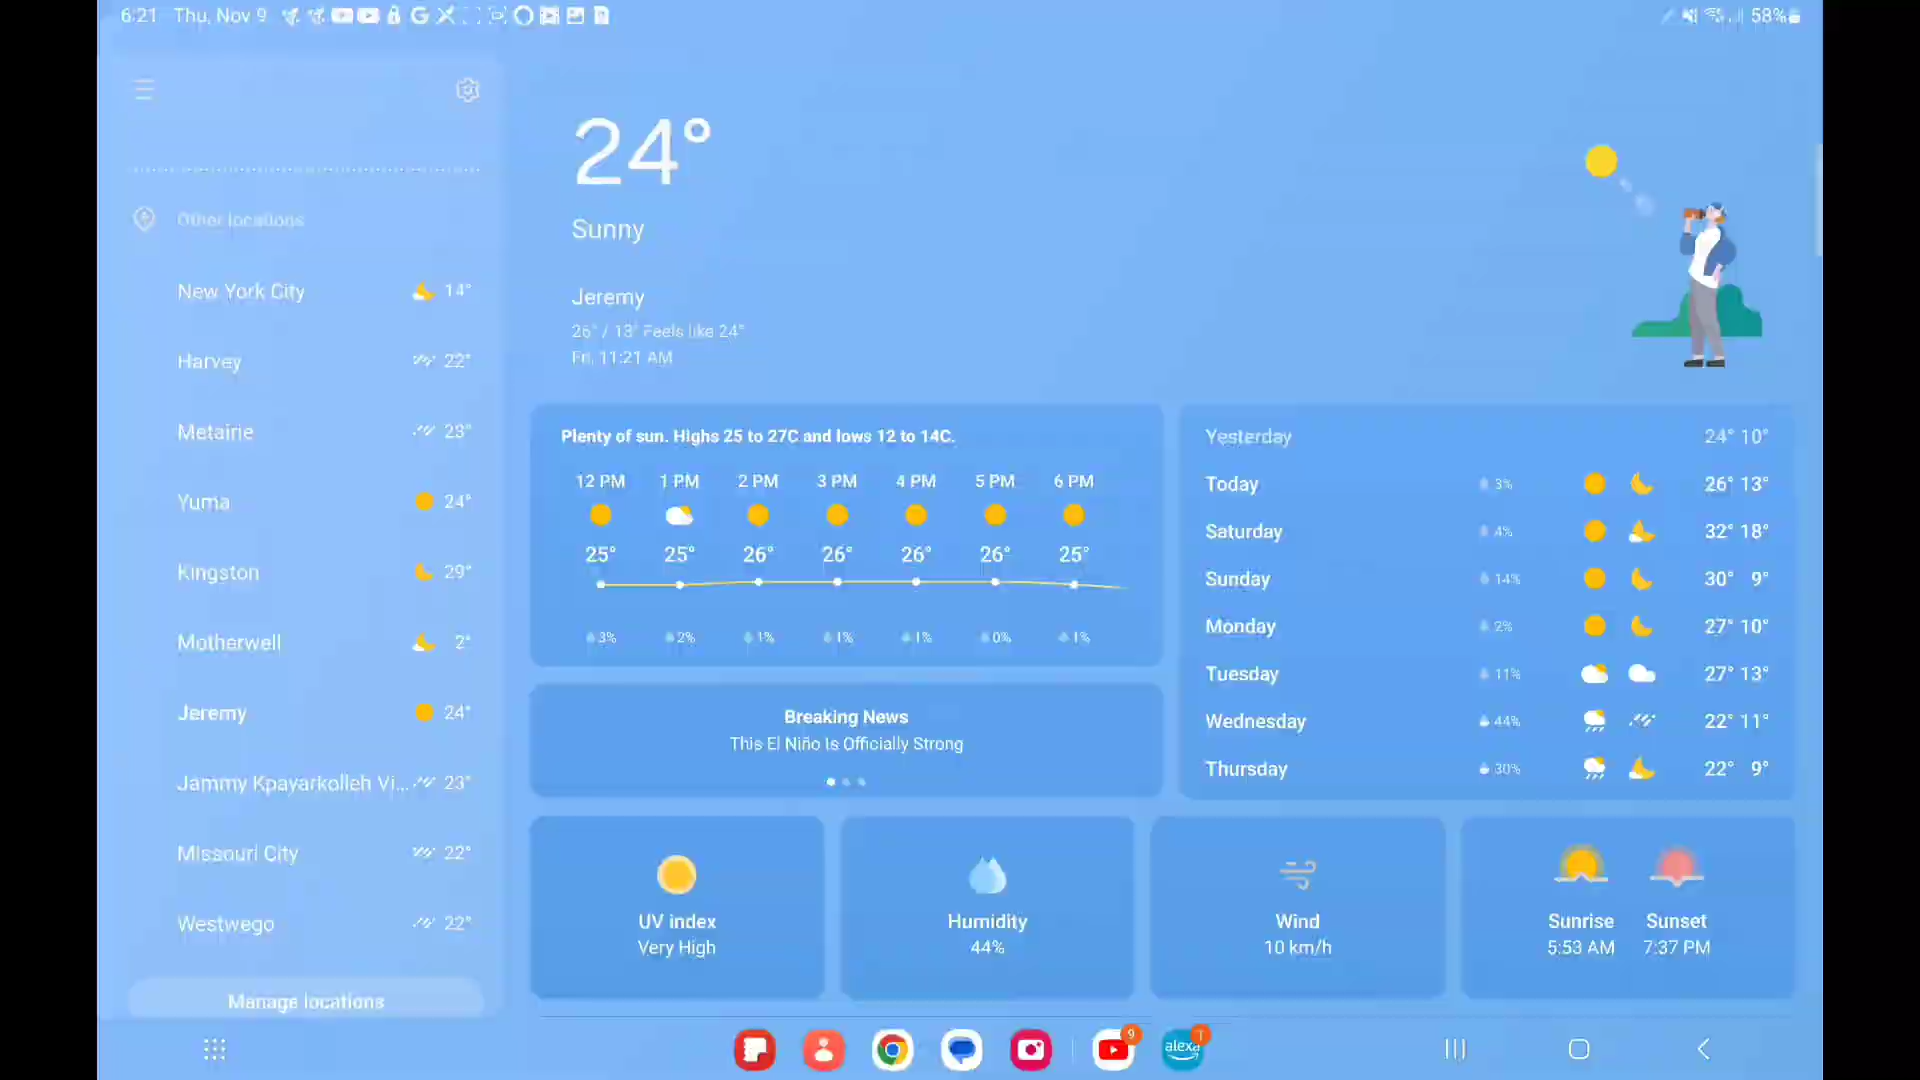 6:21 Thu, Nov 9
58%
Other locations
New York City 14°
Harvey 22°
Metairie 23°
Yuma 24°
Kingston 29°
Motherwell 2°
Jeremy 24°
Jammy Kpayarkolleh Vi... 23°
Missouri City 22°
Westwego 22°
Manage locations
24°
Sunny
Jeremy
26° / 13° Feels like 24°
Fri, 11:21 AM
Plenty of sun. Highs 25 to 27C and lows 12 to 14C.
12 PM 1 PM 2 PM 3 PM 4 PM 5 PM 6 PM
25° 25° 26° 26° 26° 26° 25°
3% 2% 1% 1% 1% 0% 1%
Breaking News
This El Niño Is Officially Strong
Yesterday 24° 10°
Today 3% 26° 13°
Saturday 4% 32° 18°
Sunday 14% 30° 9°
Monday 2% 27° 10°
Tuesday 11% 27° 13°
Wednesday 44% 22° 11°
Thursday 30% 22° 9°
UV index
Very High
Humidity
44%
Wind
10 km/h
Sunrise Sunset
5:53 AM 7:37 PM
9
alexa 1